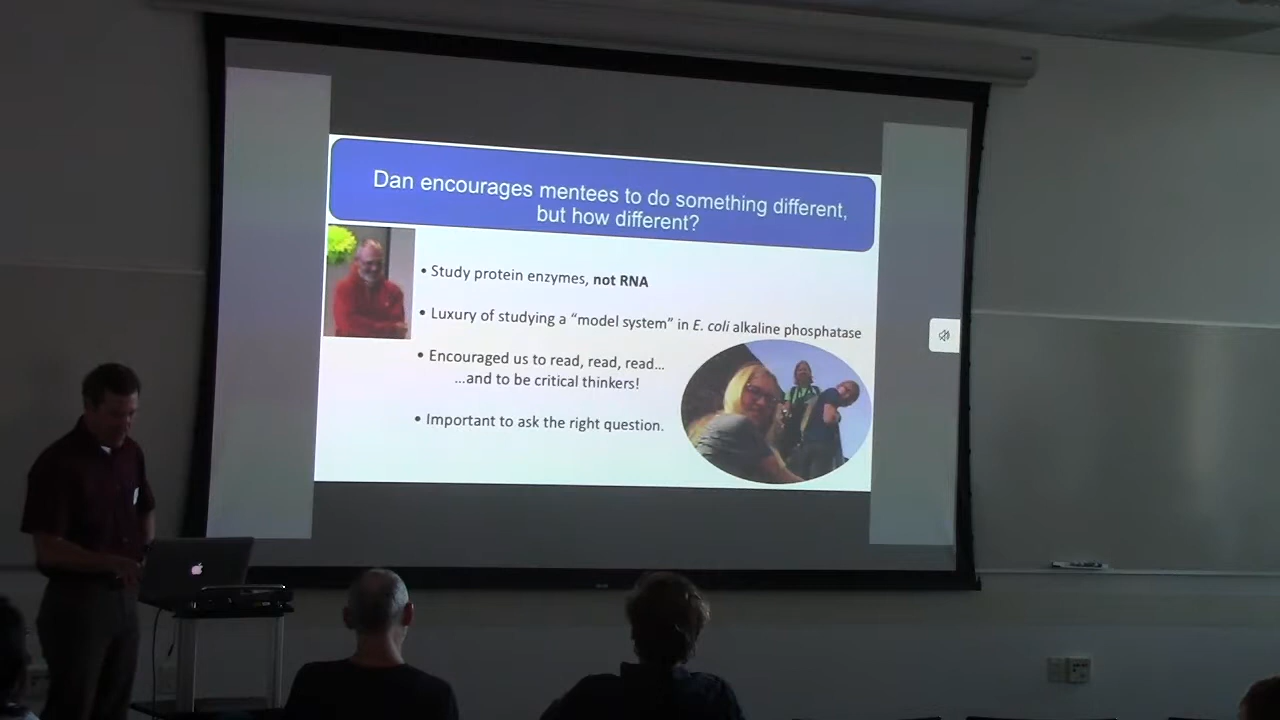 Dan encourages mentees to do something different,
but how different?
• Study protein enzymes, not RNA
• Luxury of studying a “model system” in E. coli alkaline phosphatase
• Encouraged us to read, read, read...
...and to be critical thinkers!
• Important to ask the right question.